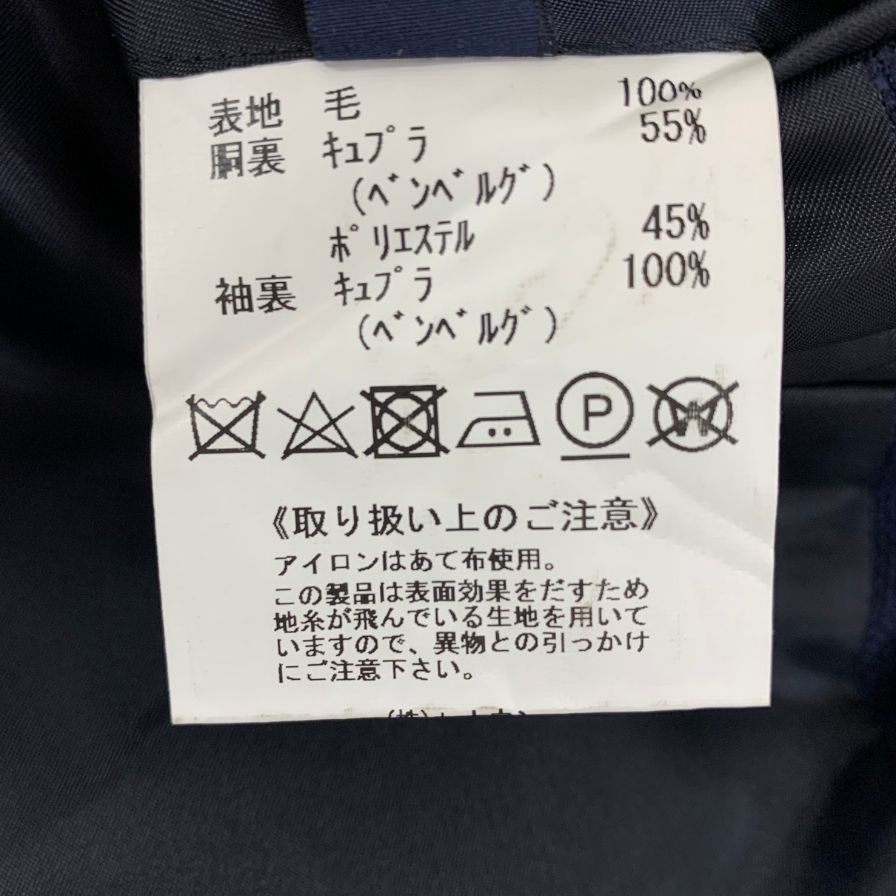 表地 毛 100%
胴裏 ｷｭﾌﾟﾗ 55%
(ﾍﾞﾝﾍﾞﾙｸﾞ)
ﾎﾟﾘｴｽﾃﾙ 45%
袖裏 ｷｭﾌﾟﾗ 100%
(ﾍﾞﾝﾍﾞﾙｸﾞ)
P W
《取り扱い上のご注意》
アイロンはあて布使用。
この製品は表面効果をだすため
地糸が飛んでいる生地を用いて
いますので、異物との引っかけ
にご注意下さい。
(株)